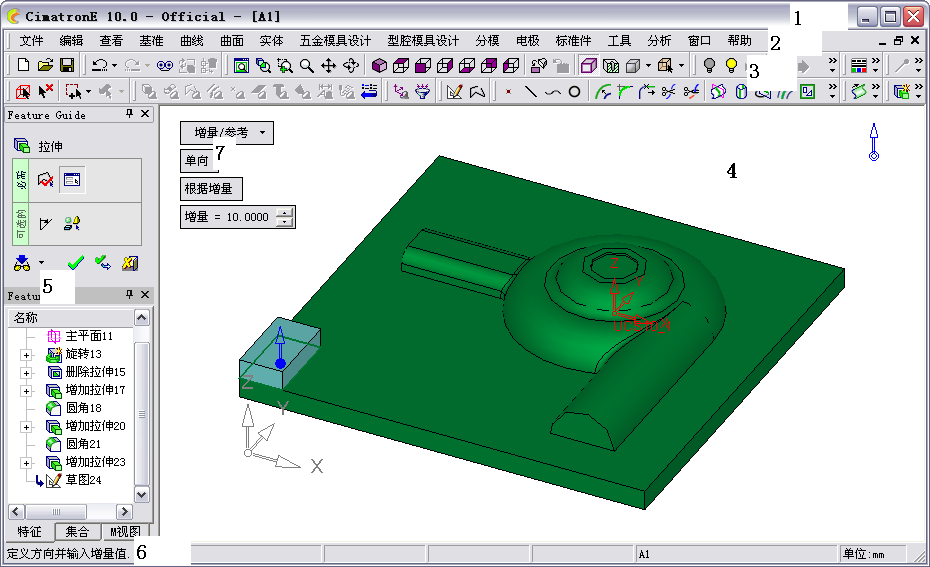 CimatronE 10.0 - Official - [A1]
1
文件 编辑 查看 基准 曲线 曲面 实体 五金模具设计 型腔模具设计 分模 电极 标准件 工具 分析 窗口 帮助
2
3
Feature Guide
拉伸
必需
可选的
5
Featur
名称
主平面11
旋转13
删除拉伸15
增加拉伸17
圆角18
增加拉伸20
圆角21
增加拉伸23
草图24
特征 集合 M视图
增量/参考
7
单向
根据增量
增量 = 10.0000
4
Z
Y
X
定义方向并输入增量值.
6
A1
单位: mm